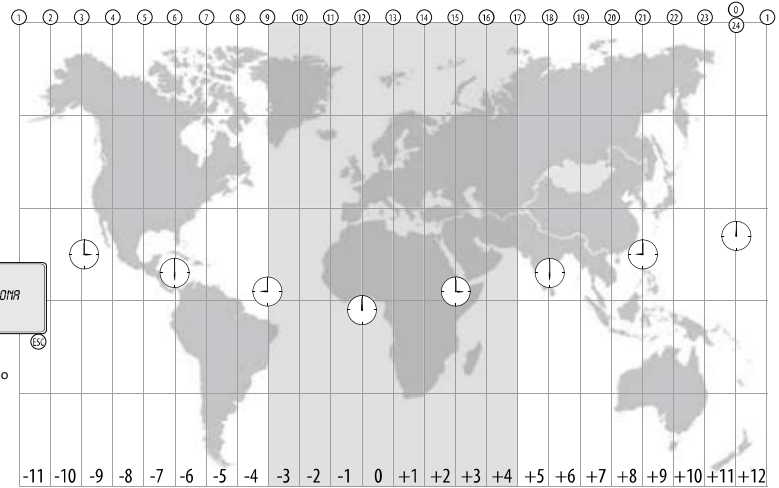 0
1 2 3 4 5 6 7 8 9 10 11 12 13 14 15 16 17 18 19 20 21 22 23 24 1
ONA
ESC
o
-11 -10 -9 -8 -7 -6 -5 -4 -3 -2 -1 0 +1 +2 +3 +4 +5 +6 +7 +8 +9 +10 +11 +12